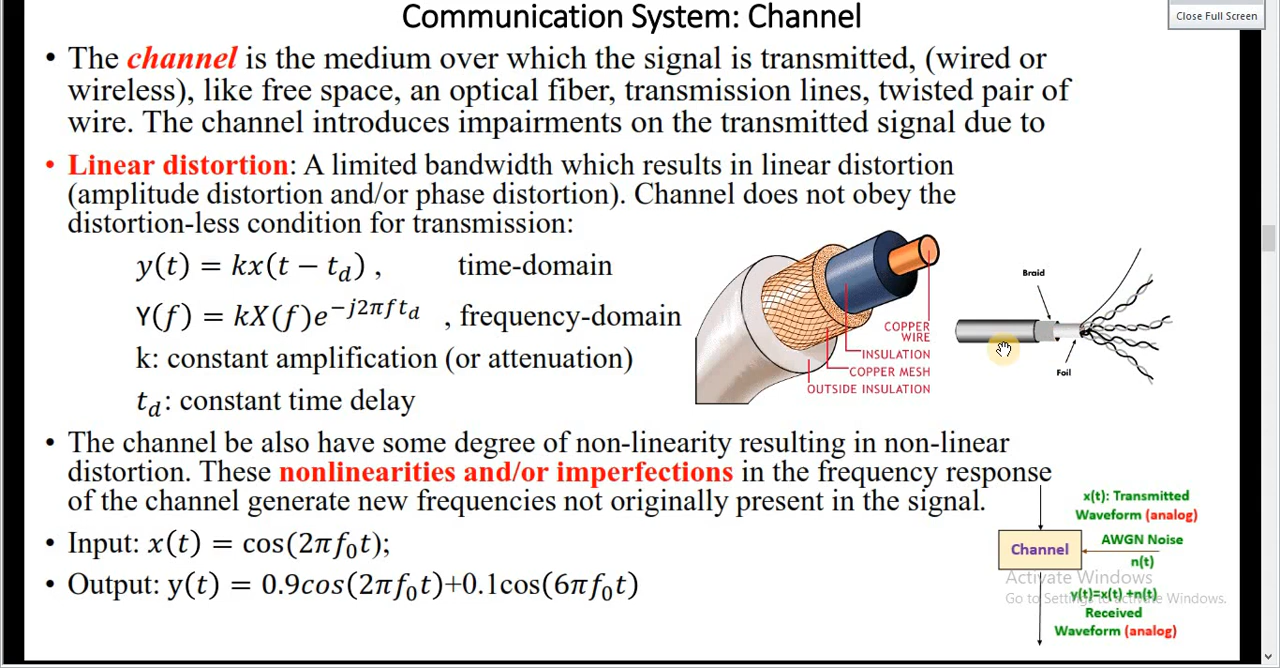 Communication System: Channel
Close Full Screen
• The channel is the medium over which the signal is transmitted, (wired or
wireless), like free space, an optical fiber, transmission lines, twisted pair of
wire. The channel introduces impairments on the transmitted signal due to
• Linear distortion: A limited bandwidth which results in linear distortion
(amplitude distortion and/or phase distortion). Channel does not obey the
distortion-less condition for transmission:
y(t) = kx(t − t_d) , time-domain
Y(f) = kX(f)e^{−j2πft_d} , frequency-domain
k: constant amplification (or attenuation)
t_d: constant time delay
COPPER
WIRE
INSULATION
COPPER MESH
OUTSIDE INSULATION
Braid
Foil
• The channel be also have some degree of non-linearity resulting in non-linear
distortion. These nonlinearities and/or imperfections in the frequency response
of the channel generate new frequencies not originally present in the signal.
• Input: x(t) = cos(2πf₀t);
• Output: y(t) = 0.9cos(2πf₀t)+0.1cos(6πf₀t)
x(t): Transmitted
Waveform (analog)
Channel
AWGN Noise
n(t)
y(t)=x(t) +n(t)
Received
Waveform (analog)
Activate Windows
Go to Settings to activate Windows.